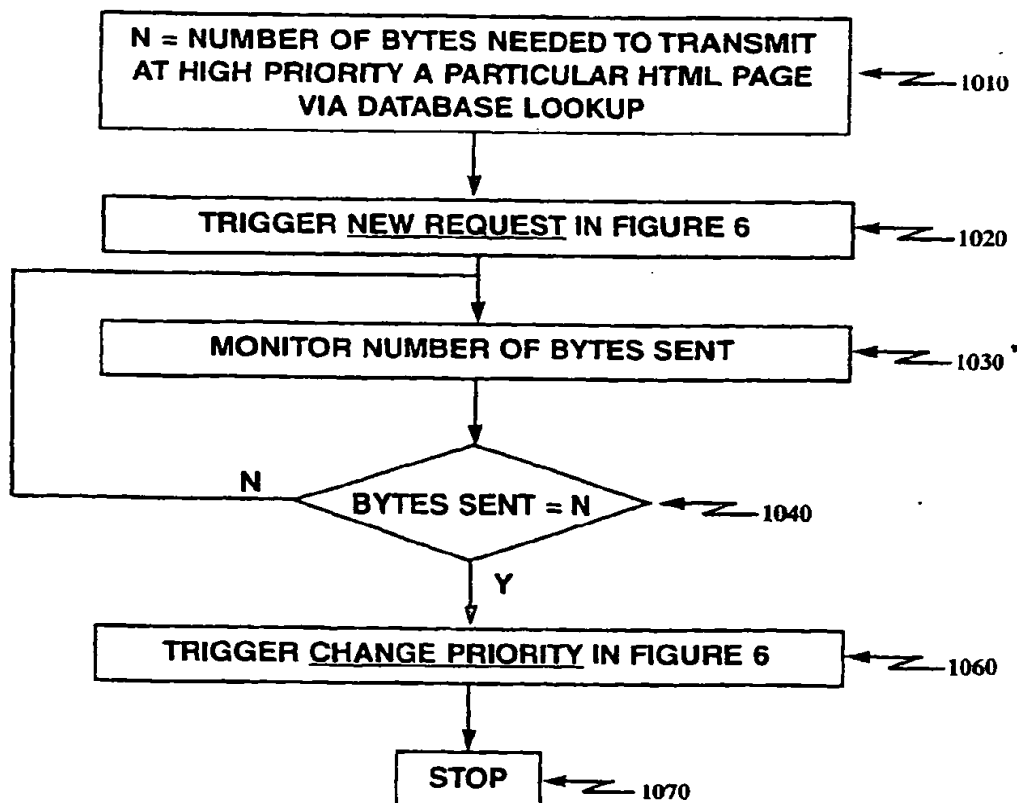 N = NUMBER OF BYTES NEEDED TO TRANSMIT
AT HIGH PRIORITY A PARTICULAR HTML PAGE
VIA DATABASE LOOKUP
1010
TRIGGER NEW REQUEST IN FIGURE 6
1020
MONITOR NUMBER OF BYTES SENT
1030
N
BYTES SENT = N
1040
Y
TRIGGER CHANGE PRIORITY IN FIGURE 6
1060
STOP
1070